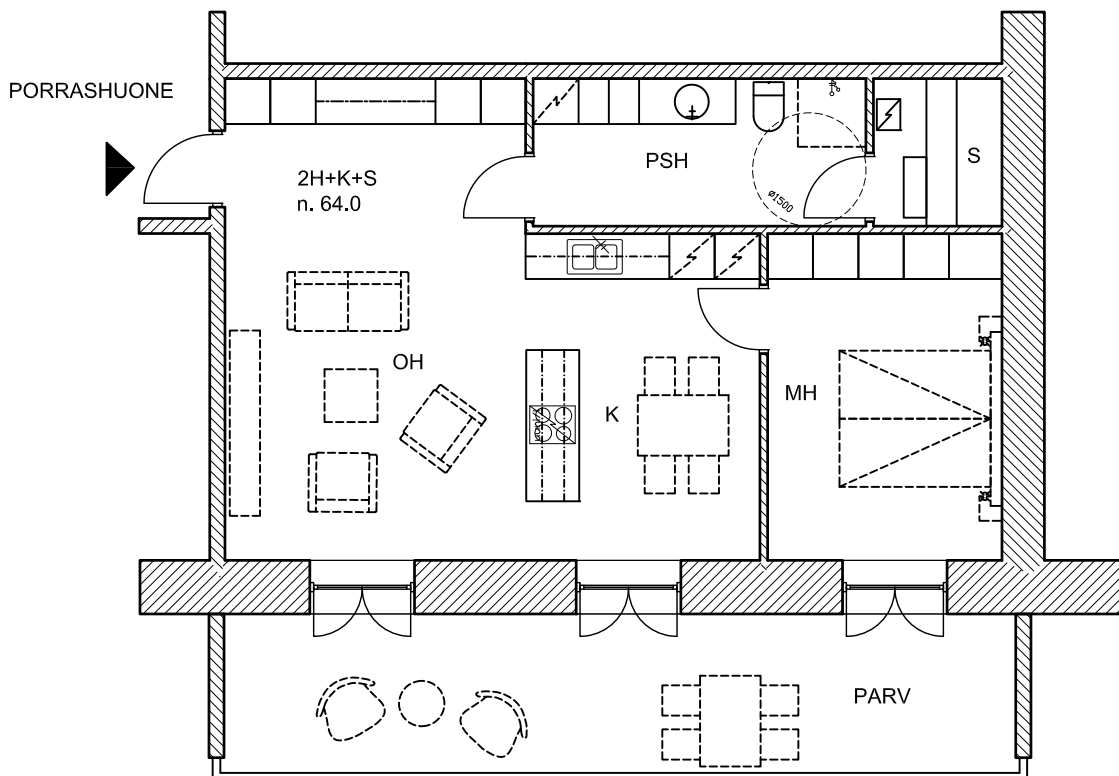 PORRASHUONE
2H+K+S
n. 64.0
PSH
S
ø1500
OH
K
MH
PARV